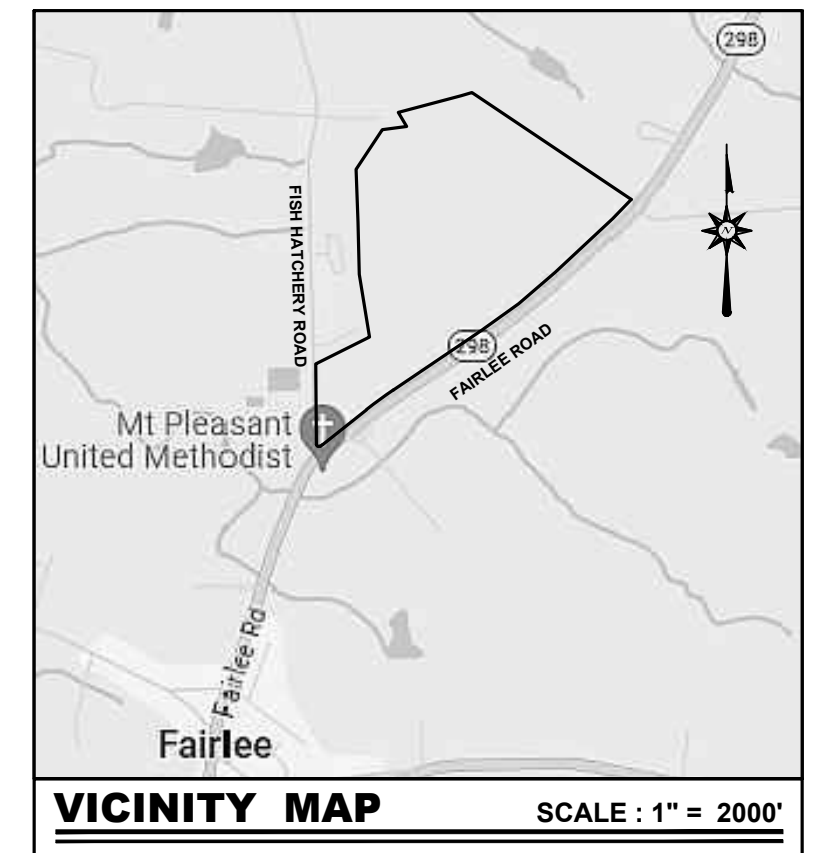 298
FISH HATCHERY ROAD
N
298
FAIRLEE ROAD
Mt Pleasant
United Methodist
Fairlee Rd
Fairlee
VICINITY MAP
SCALE : 1" = 2000'